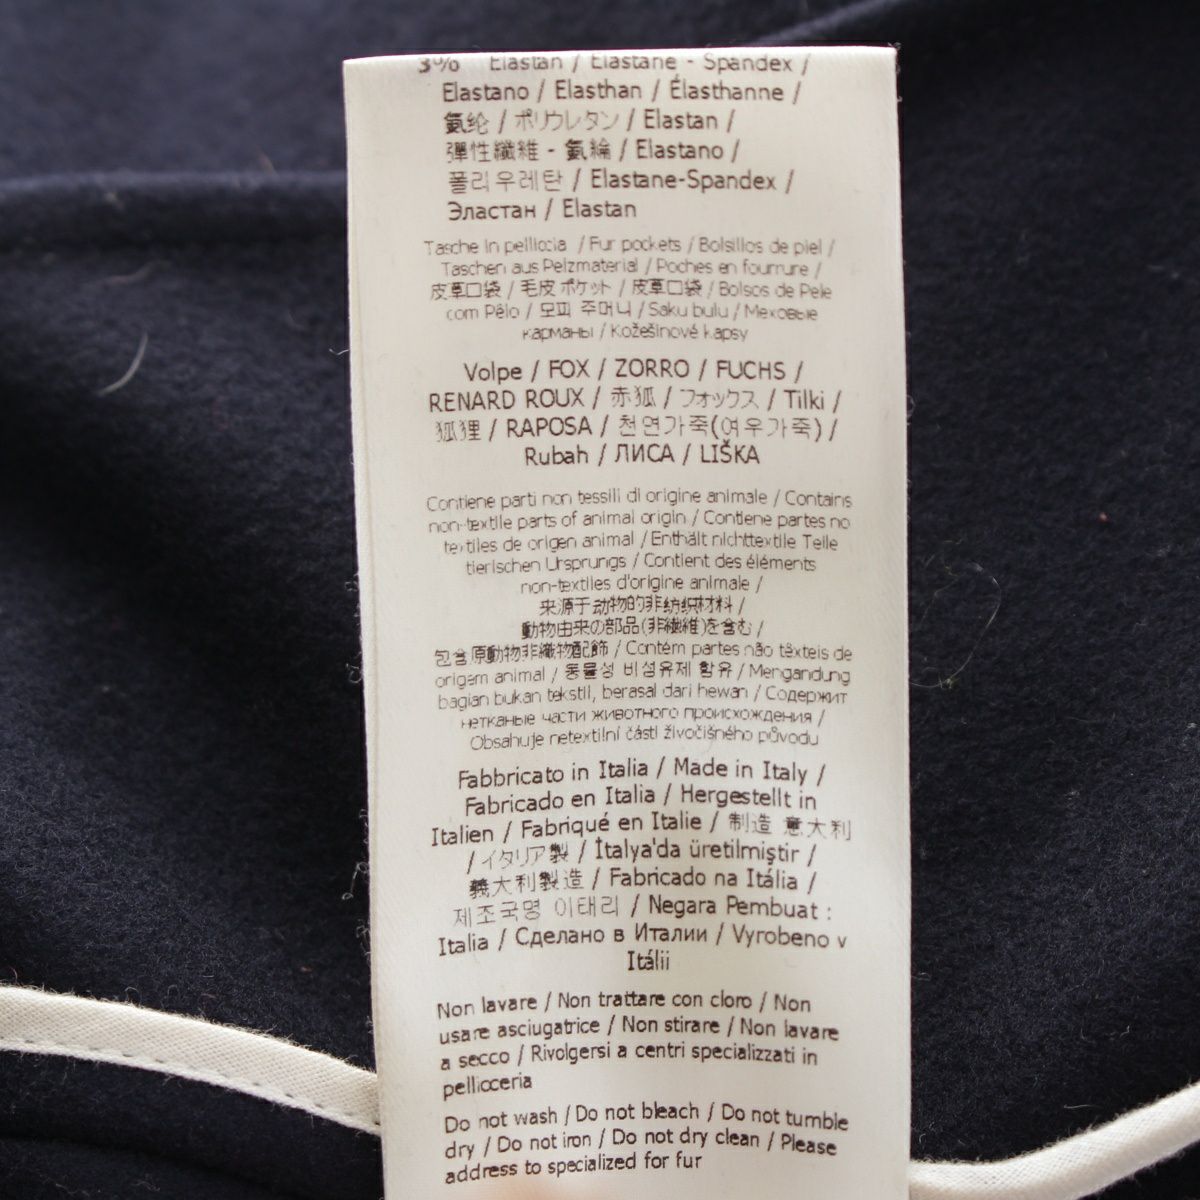 3% Elastan / Elastane - Spandex /
Elastano / Elasthan / Élasthanne /
氨纶 / ポリウレタン / Elastan /
彈性纖維 - 氨綸 / Elastano /
폴리우레탄 / Elastane-Spandex /
Эластан / Elastan
Tasche in pelliccia / Fur pockets / Bolsillos de piel /
Taschen aus Pelzmaterial / Poches en fourrure /
皮草口袋 / 毛皮 ポケット / 皮草口袋 / Bolsos de Pele
com Pêlo / 모피 주머니 / Saku bulu / Меховые
карманы / Kožešinové kapsy
Volpe / FOX / ZORRO / FUCHS /
RENARD ROUX / 赤狐 / フォックス / Tilki /
狐狸 / RAPOSA / 천연가죽(여우가죽) /
Rubah / ЛИСА / LIŠKA
Contiene parti non tessili di origine animale / Contains
non-textile parts of animal origin / Contiene partes no
textiles de origen animal / Enthält nichttextile Teile
tierischen Ursprungs / Contient des éléments
non-textiles d'origine animale /
来源于动物的非纺织材料 /
動物由来の部品(非繊維)を含む /
包含原動物非織物配飾 / Contém partes não têxteis de
origem animal / 동물성 비섬유제 함유 / Mengandung
bagian bukan tekstil, berasal dari hewan / Содержит
нетканые части животного происхождения /
Obsahuje netextilní části živočišného původu
Fabbricato in Italia / Made in Italy /
Fabricado en Italia / Hergestellt in
Italien / Fabriqué en Italie / 制造 意大利
/ イタリア製 / İtalya'da üretilmiştir /
義大利製造 / Fabricado na Itália /
제조국명 이태리 / Negara Pembuat :
Italia / Сделано в Италии / Vyrobeno v
Itálii
Non lavare / Non trattare con cloro / Non
usare asciugatrice / Non stirare / Non lavare
a secco / Rivolgersi a centri specializzati in
pellicceria
Do not wash / Do not bleach / Do not tumble
dry / Do not iron / Do not dry clean / Please
address to specialized for fur